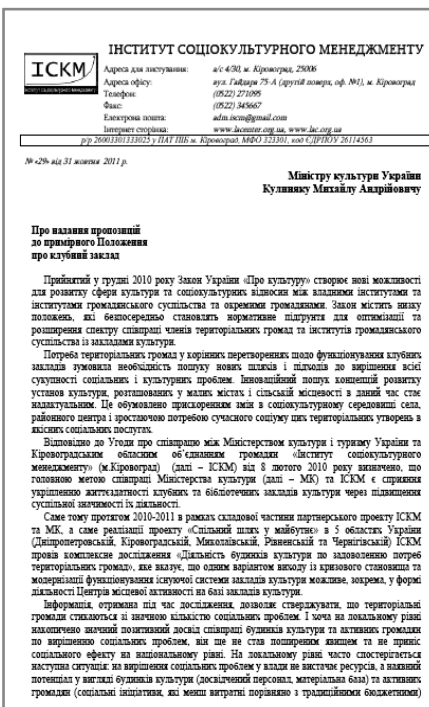 ІНСТИТУТ СОЦІОКУЛЬТУРНОГО МЕНЕДЖМЕНТУ
ІСКМ
Адреса для листування: а/с 4/30, м. Кіровоград, 25006
Адреса офісу: вул. Гайдара 75-А (другий поверх, оф. №1), м. Кіровоград
Телефон: (0522) 271095
Факс: (0522) 345667
Електрона пошта: adm.iscm@gmail.com
Інтернет сторінка: www.lacenter.org.ua, www.lac.org.ua
р/р 26003301333025 у ПАТ ПІБ м. Кіровоград, МФО 323301, код ЄДРПОУ 26114563
№ «29» від 31 жовтня 2011 р.
Міністру культури України
Кулиняку Михайлу Андрійовичу
Про надання пропозицій
до примірного Положення
про клубний заклад
Прийнятий у грудні 2010 року Закон України «Про культуру» створює нові можливості
для розвитку сфери культури та соціокультурних відносин між владними інститутами та
інститутами громадянського суспільства та окремими громадянами. Закон містить низку
положень, які безпосередньо становлять нормативне підґрунтя для оптимізації та
розширення спектру співпраці членів територіальних громад та інститутів громадянського
суспільства із закладами культури.
Потреба територіальних громад у корінних перетвореннях щодо функціонування клубних
закладів зумовила необхідність пошуку нових шляхів і підходів до вирішення всієї
сукупності соціальних і культурних проблем. Інноваційний пошук концепцій розвитку
установ культури, розташованих у малих містах і сільській місцевості в даний час стає
надактуальним. Це обумовлено прискоренням змін в соціокультурному середовищі села,
районного центра і зростаючою потребою сучасного соціуму цих територіальних утворень в
якісних соціальних послугах.
Відповідно до Угоди про співпрацю між Міністерством культури і туризму України та
Кіровоградським обласним об'єднанням громадян «Інститут соціокультурного
менеджменту» (м.Кіровоград) (далі – ІСКМ) від 8 лютого 2010 року визначено, що
головною метою співпраці Міністерства культури (далі – МК) та ІСКМ є сприяння
укріпленню життєздатності клубних та бібліотечних закладів культури через підвищення
суспільної значимості їх діяльності.
Саме тому протягом 2010-2011 в рамках складової частини партнерського проекту ІСКМ
та МК, а саме реалізації проекту «Спільний шлях у майбутнє» в 5 областях України
(Дніпропетровській, Кіровоградській, Миколаївській, Рівненській та Чернігівській) ІСКМ
провів комплексне дослідження «Діяльність будинків культури по задоволенню потреб
територіальних громад», яке вказує, що одним варіантом виходу із кризового становища та
модернізації функціонування існуючої системи закладів культури можливе, зокрема, у формі
діяльності Центрів місцевої активності на базі закладів культури.
Інформація, отримана під час дослідження, дозволяє стверджувати, що територіальні
громади стикаються зі значною кількістю соціальних проблем. І хоча на локальному рівні
накопичено значний позитивний досвід співпраці будинків культури та активних громадян
по вирішенню соціальних проблем, він ще не став поширеним явищем та не приніс
соціального ефекту на національному рівні. На локальному рівні часто спостерігається
наступна ситуація: на вирішення соціальних проблем у влади не вистачає ресурсів, а наявний
потенціал у вигляді будинків культури (досвідчений персонал, матеріальна база) та активних
громадян (соціальні ініціативи, які менш витратні порівняно з традиційними бюджетними)